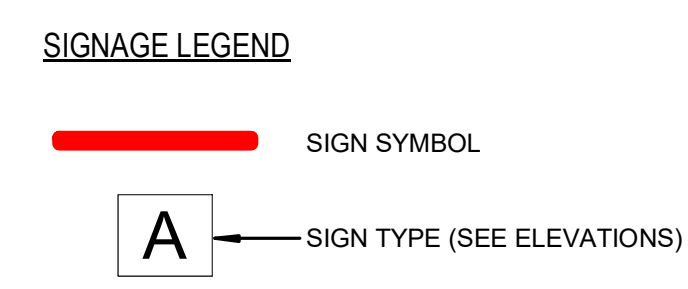 SIGNAGE LEGEND
SIGN SYMBOL
A
SIGN TYPE (SEE ELEVATIONS)